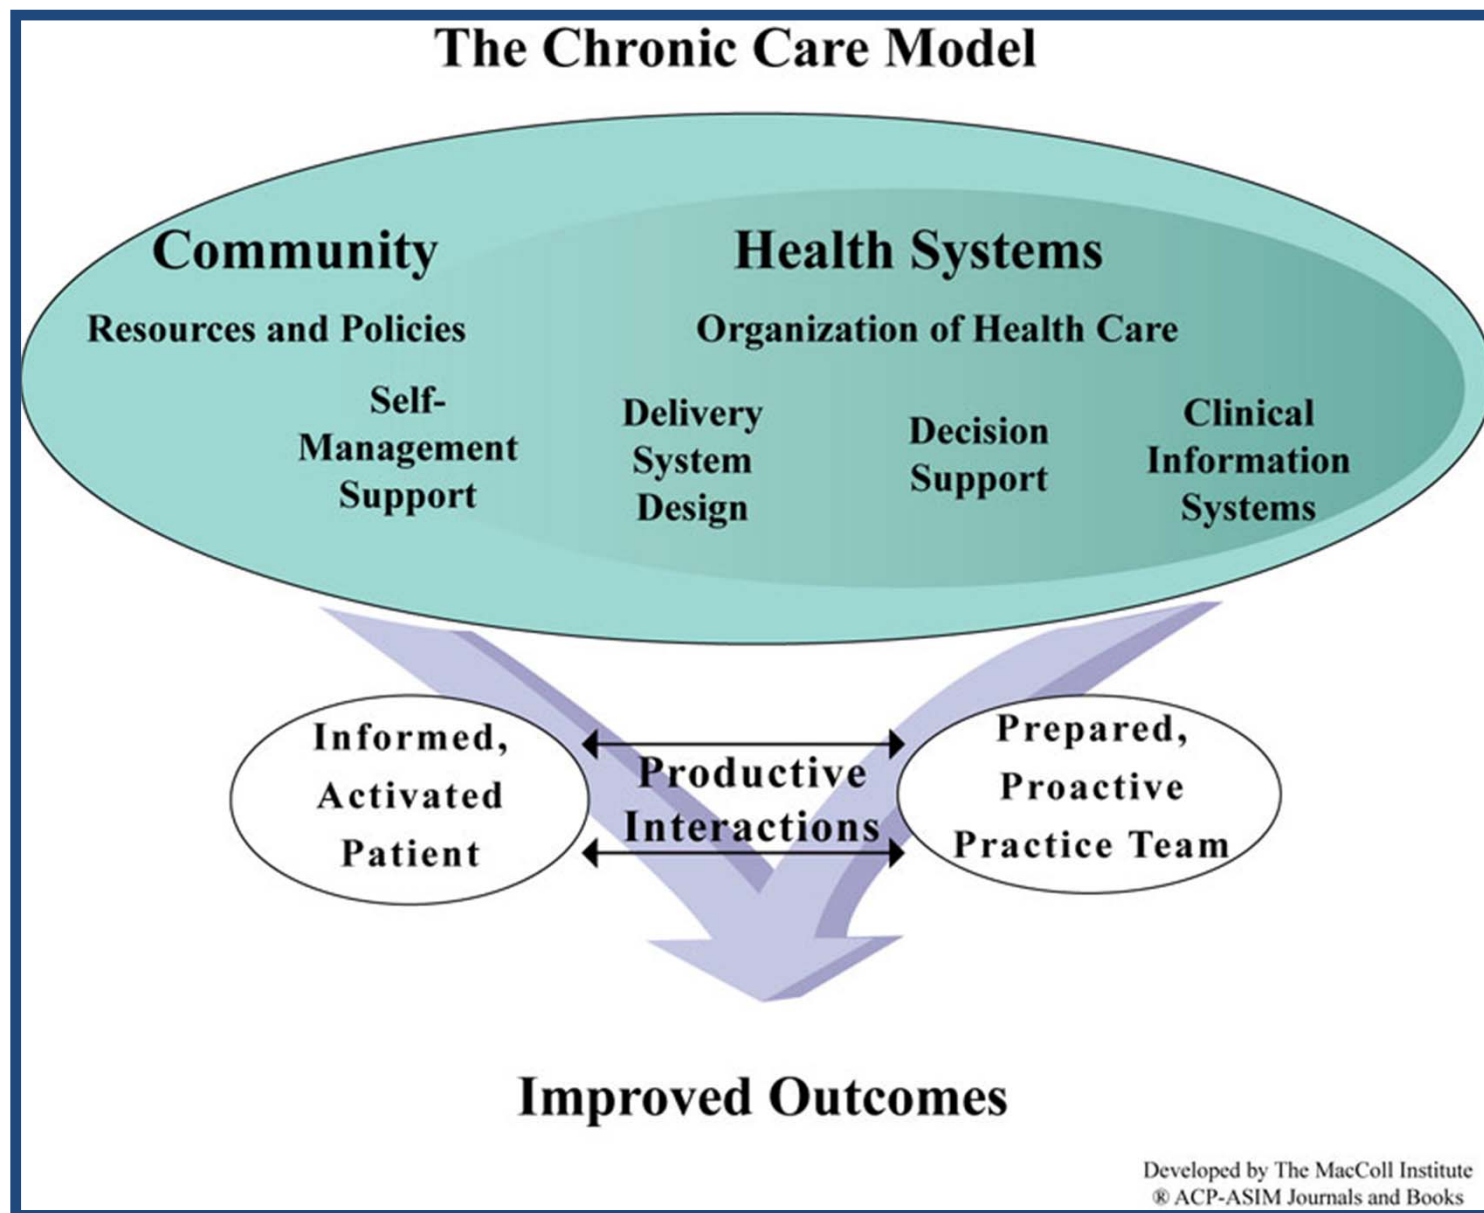 The Chronic Care Model
Community
Resources and Policies
Health Systems
Organization of Health Care
Self-
Management
Support
Delivery
System
Design
Decision
Support
Clinical
Information
Systems
Informed,
Activated
Patient
Productive
Interactions
Prepared,
Proactive
Practice Team
Improved Outcomes
Developed by The MacColl Institute
® ACP-ASIM Journals and Books